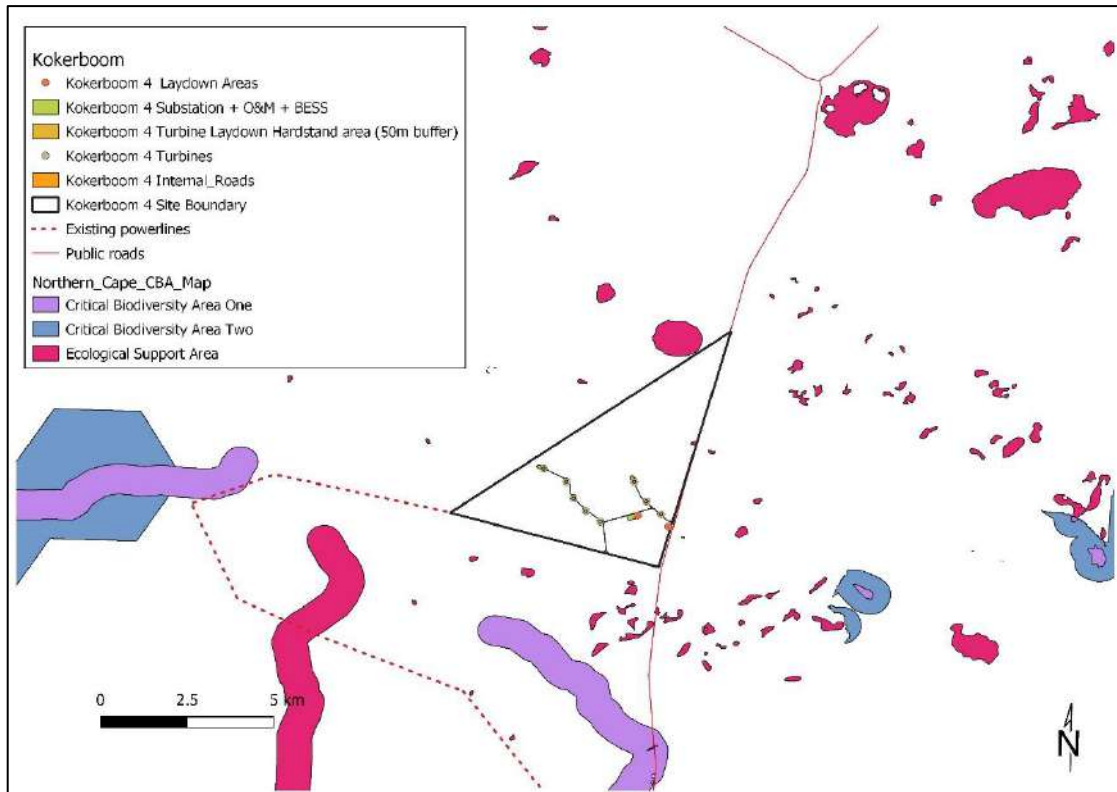 Kokerboom
Kokerboom 4 Laydown Areas
Kokerboom 4 Substation + O&M + BESS
Kokerboom 4 Turbine Laydown Hardstand area (50m buffer)
Kokerboom 4 Turbines
Kokerboom 4 Internal_Roads
Kokerboom 4 Site Boundary
Existing powerlines
Public roads
Northern_Cape_CBA_Map
Critical Biodiversity Area One
Critical Biodiversity Area Two
Ecological Support Area
0 2.5 5 km
N